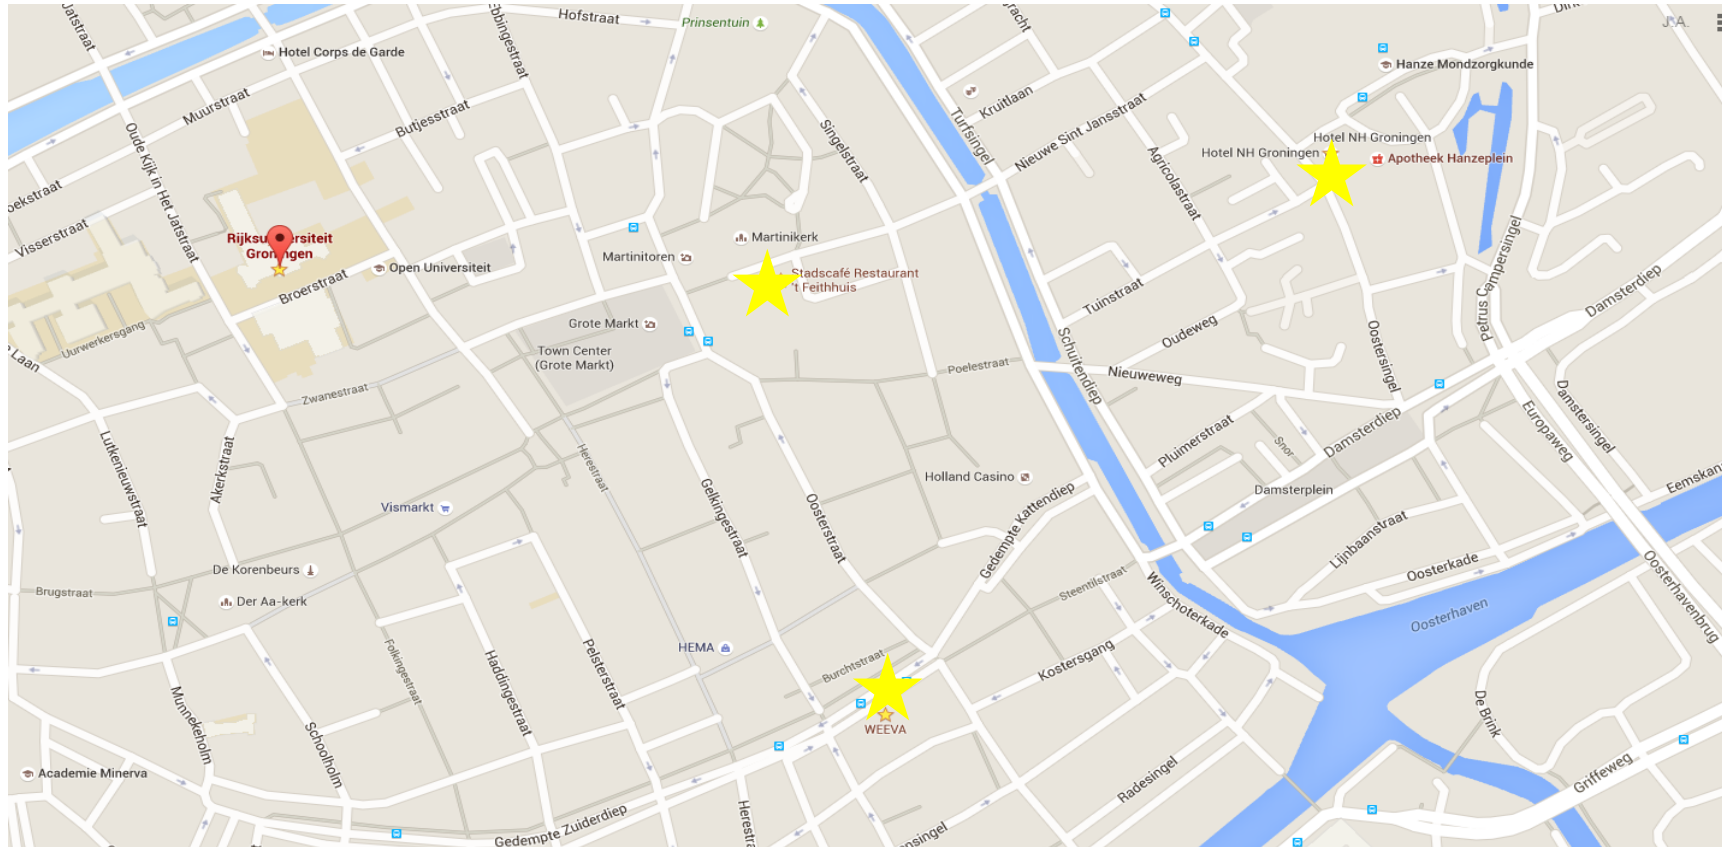 Hofstraat
Prinsentuin
Hotel Corps de Garde
Muurstraat
Butjesstraat
Oude Kijk in Het Jatstraat
Visserstraat
Rijksuniversiteit
Groningen
Broerstraat
Open Universiteit
Uurwerkersgang
Zwanestraat
Martinikerk
Martinitoren
Stadscafé Restaurant
't Feithhuis
Grote Markt
Town Center
(Grote Markt)
Singelstraat
Turfsingel
Kruitlaan
Nieuwe Sint Jansstraat
Agricolastraat
Hanze Mondzorgkunde
Hotel NH Groningen
Hotel NH Groningen
Apotheek Hanzeplein
Petrus Campersingel
Damsterdiep
Tuinstraat
Oudeweg
Oostersingel
Schuitendiep
Poelestraat
Nieuweweg
Pluimerstraat
Snor
Damsterdiep
Damsterplein
Damstersingel
Europaweg
Lijnbaanstraat
Oosterkade
Oosterhaven
Oosterhavenbrug
Lutkenieuwstraat
Akerkstraat
Vismarkt
Herestraat
Gelkingestraat
Oosterstraat
Holland Casino
Gedempte Kattendiep
Steentilstraat
Winschoterkade
De Korenbeurs
Brugstraat
Der Aa-kerk
Folkingestraat
Haddingestraat
Pelsterstraat
HEMA
Burchtstraat
Kostersgang
WEEVA
Munnekeholm
Schoolholm
Academie Minerva
Gedempte Zuiderdiep
Radesingel
De Brink
Griffeweg